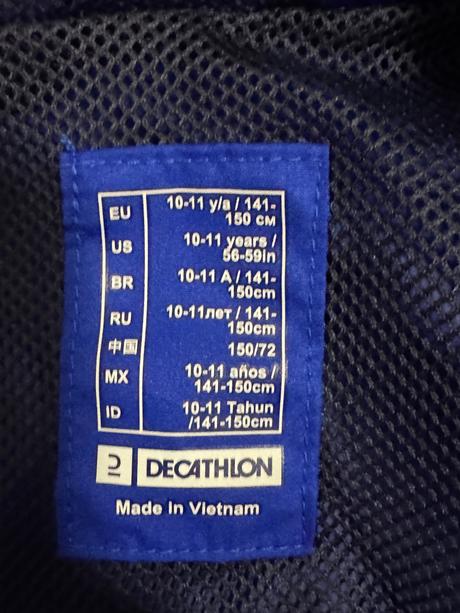 EU 10-11 y/a / 141-
150 см
US 10-11 years /
56-59in
BR 10-11 A / 141-
150cm
RU 10-11лет / 141-
150cm
中国 150/72
MX 10-11 años /
141-150cm
ID 10-11 Tahun
/141-150cm
DECATHLON
Made in Vietnam